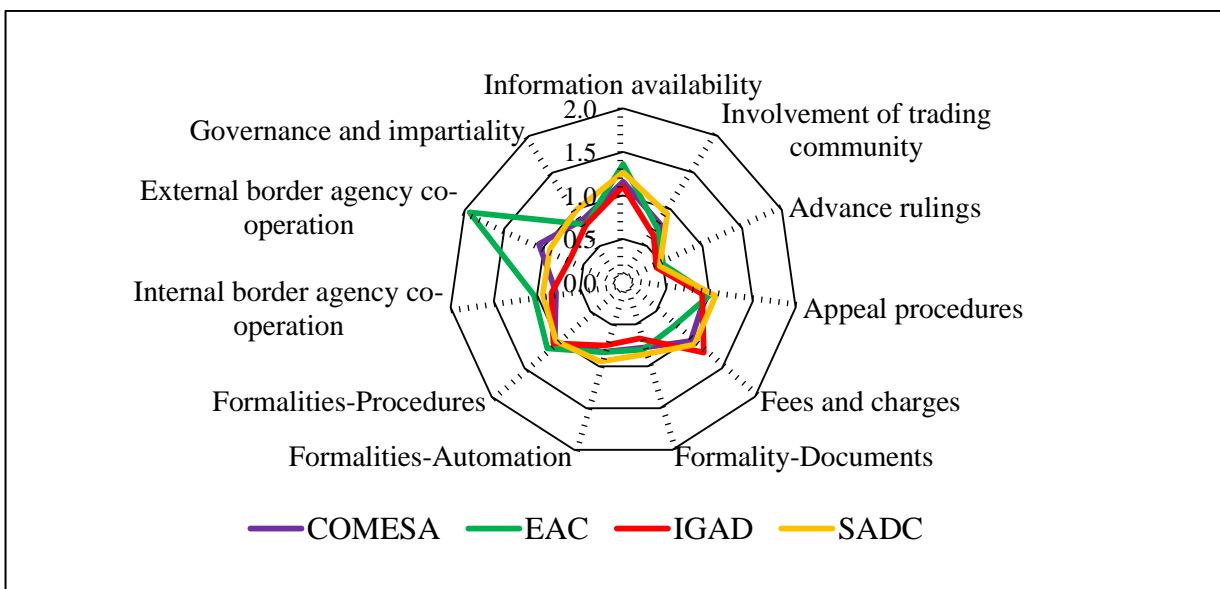 Information availability
Involvement of trading
community
Advance rulings
Appeal procedures
Fees and charges
Formality-Documents
Formalities-Automation
Formalities-Procedures
Internal border agency co-
operation
External border agency co-
operation
Governance and impartiality
2.0
1.5
1.0
0.5
0.0
COMESA EAC IGAD SADC